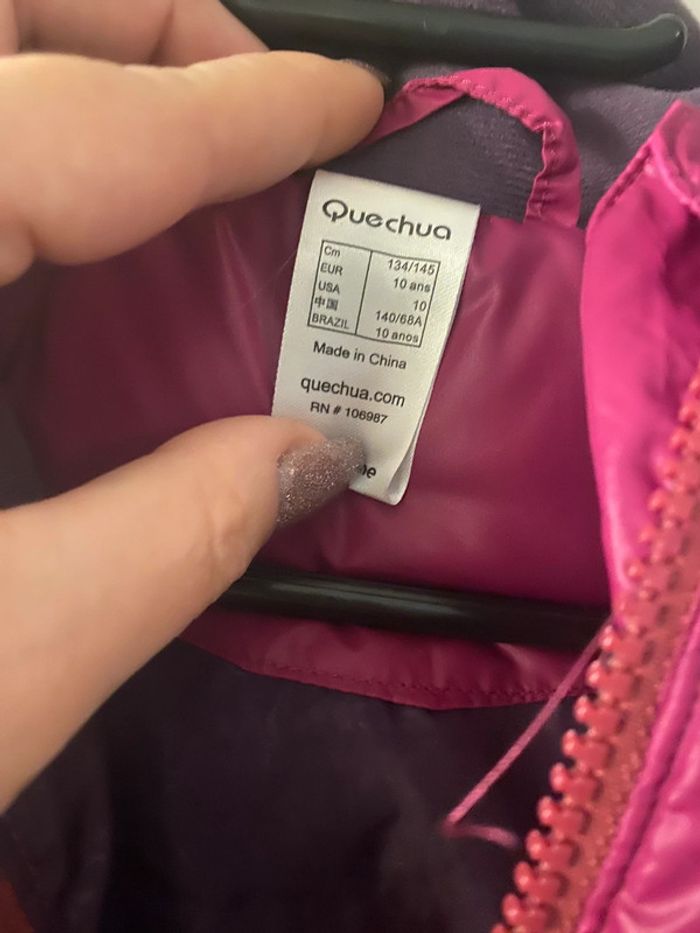 Quechua
Cm 134/145
EUR 10 ans
USA 10
中国 140/68A
BRAZIL 10 anos
Made in China
quechua.com
RN # 106987